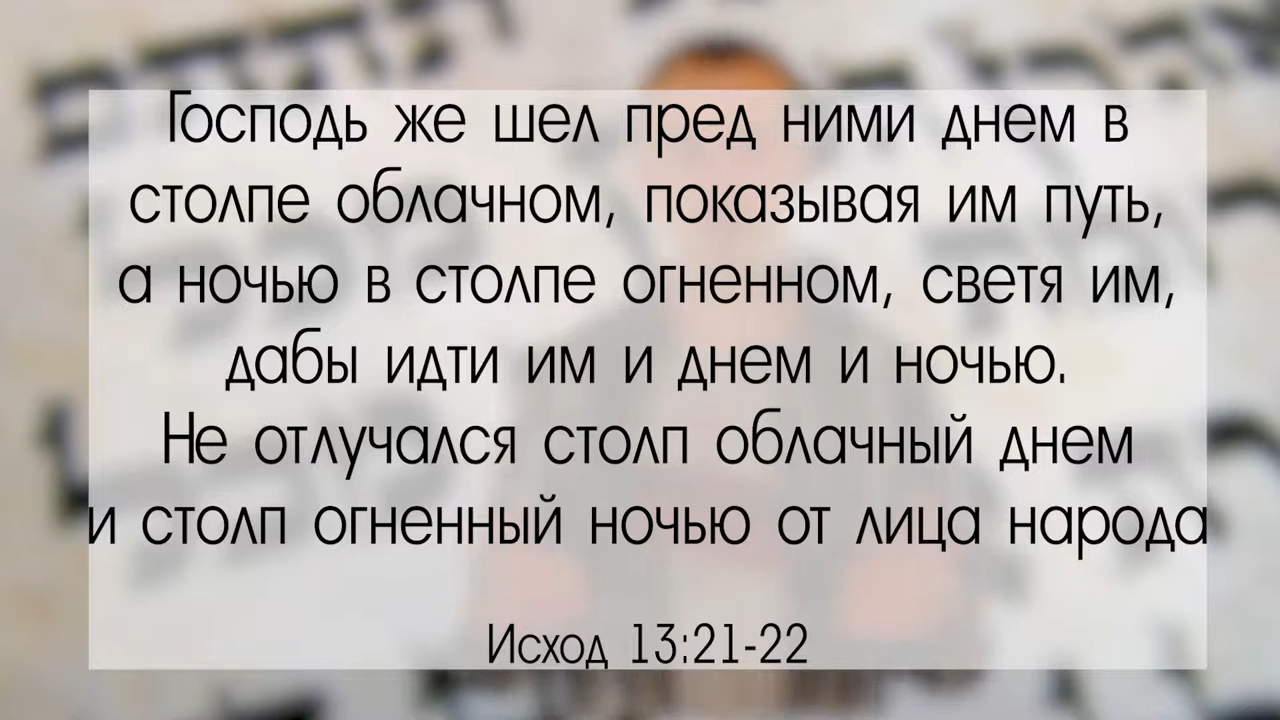 Господь же шел пред ними днем в
столпе облачном, показывая им путь,
а ночью в столпе огненном, светя им,
дабы идти им и днем и ночью.
Не отлучался столп облачный днем
и столп огненный ночью от лица народа
Исход 13:21-22